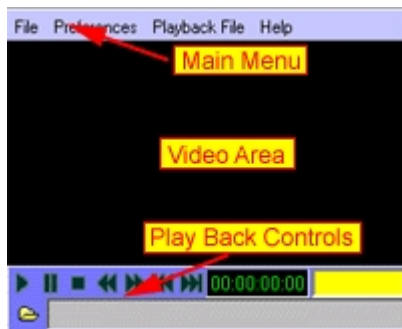 File Preferences Playback File Help
Main Menu
Video Area
Play Back Controls
00:00:00:00